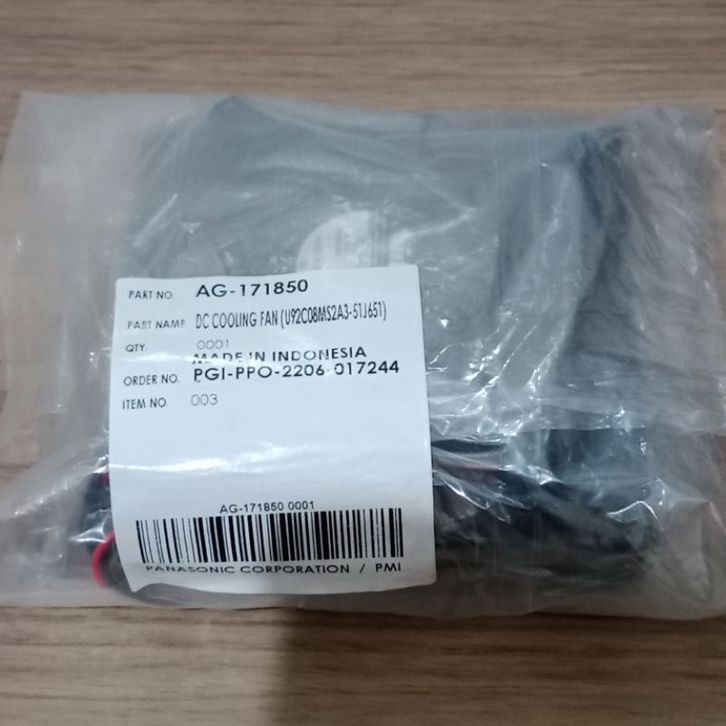 PART NO. AG-171850
PART NAME DC COOLING FAN (U92C08MS2A3-51J651)
QTY. 0001
MADE IN INDONESIA
ORDER NO. PGI-PPO-2206-017244
ITEM NO. 003
AG-171850 0001
PANASONIC CORPORATION / PMI